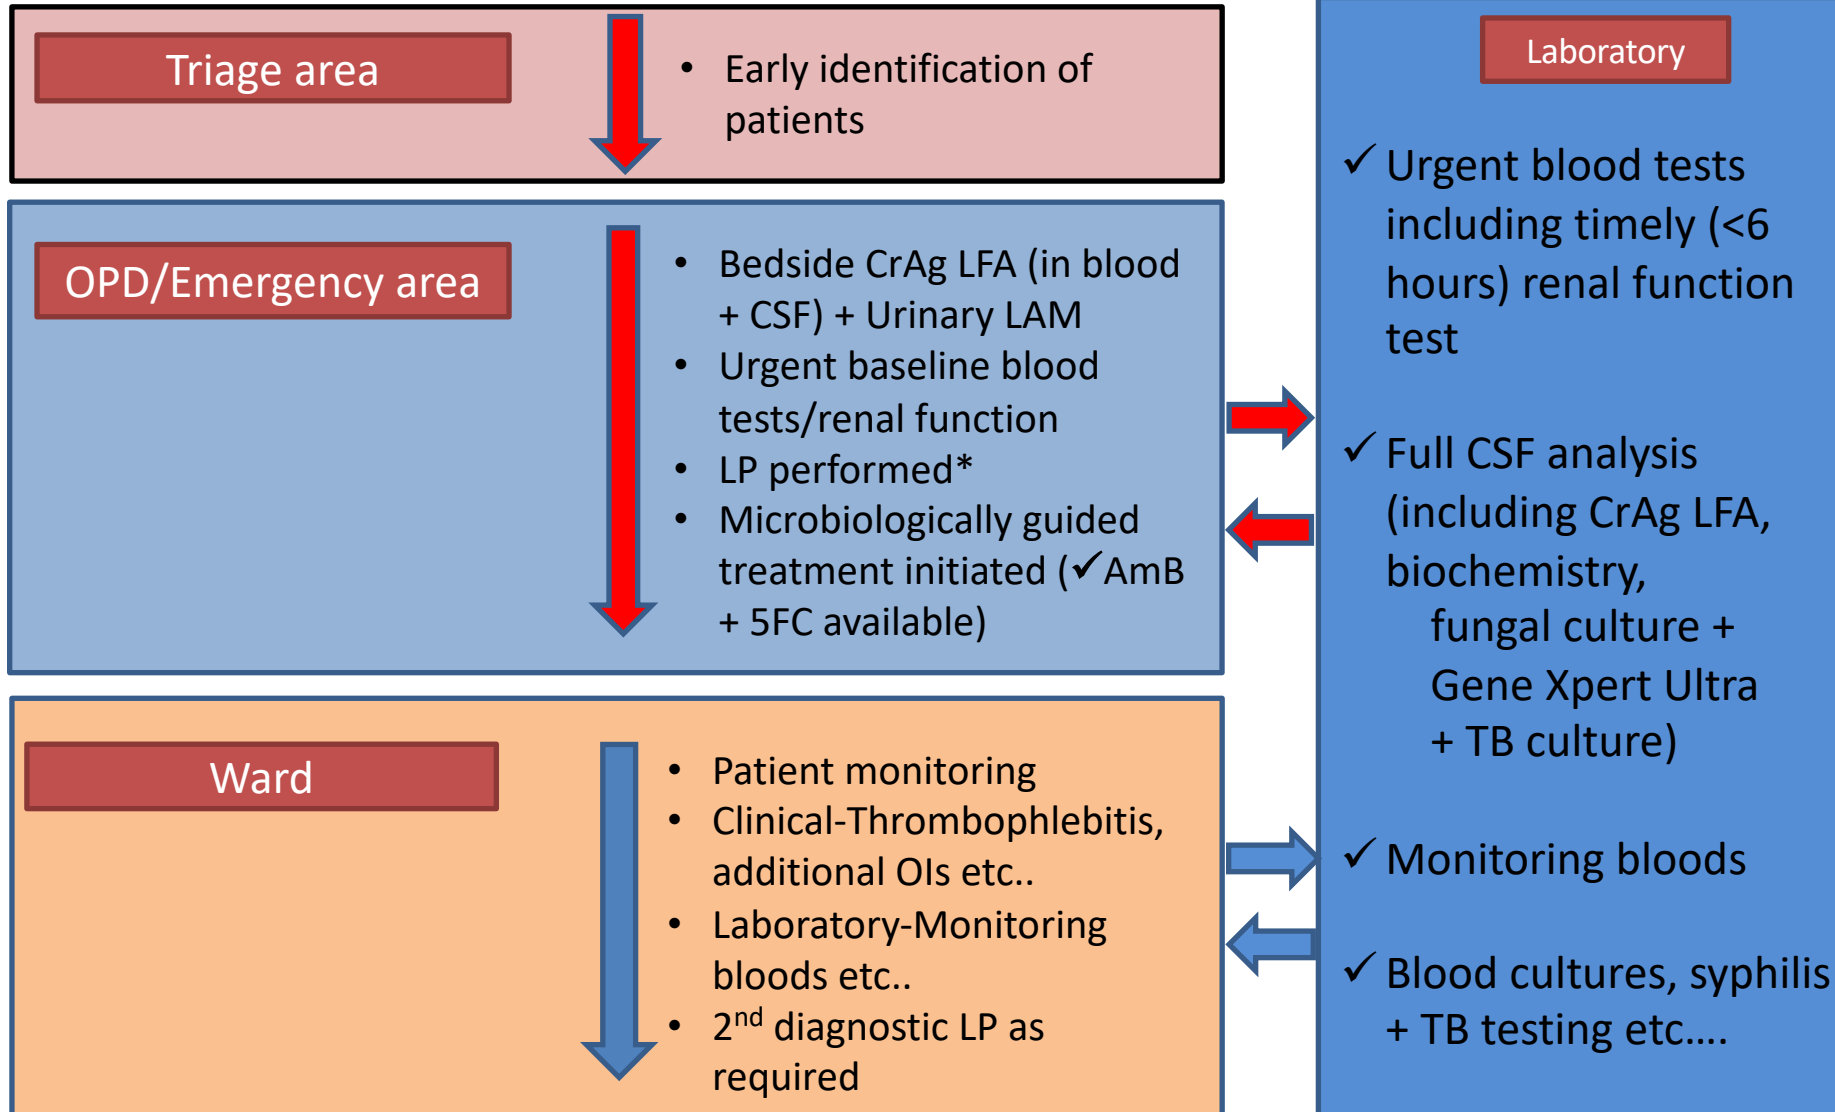 Triage area
• Early identification of
patients
OPD/Emergency area
• Bedside CrAg LFA (in blood
+ CSF) + Urinary LAM
• Urgent baseline blood
tests/renal function
• LP performed*
• Microbiologically guided
treatment initiated (✓AmB
+ 5FC available)
Ward
• Patient monitoring
• Clinical-Thrombophlebitis,
additional OIs etc..
• Laboratory-Monitoring
bloods etc..
• 2nd diagnostic LP as
required
Laboratory
✓ Urgent blood tests
including timely (<6
hours) renal function
test
✓ Full CSF analysis
(including CrAg LFA,
biochemistry,
fungal culture +
Gene Xpert Ultra
+ TB culture)
✓ Monitoring bloods
✓ Blood cultures, syphilis
+ TB testing etc....